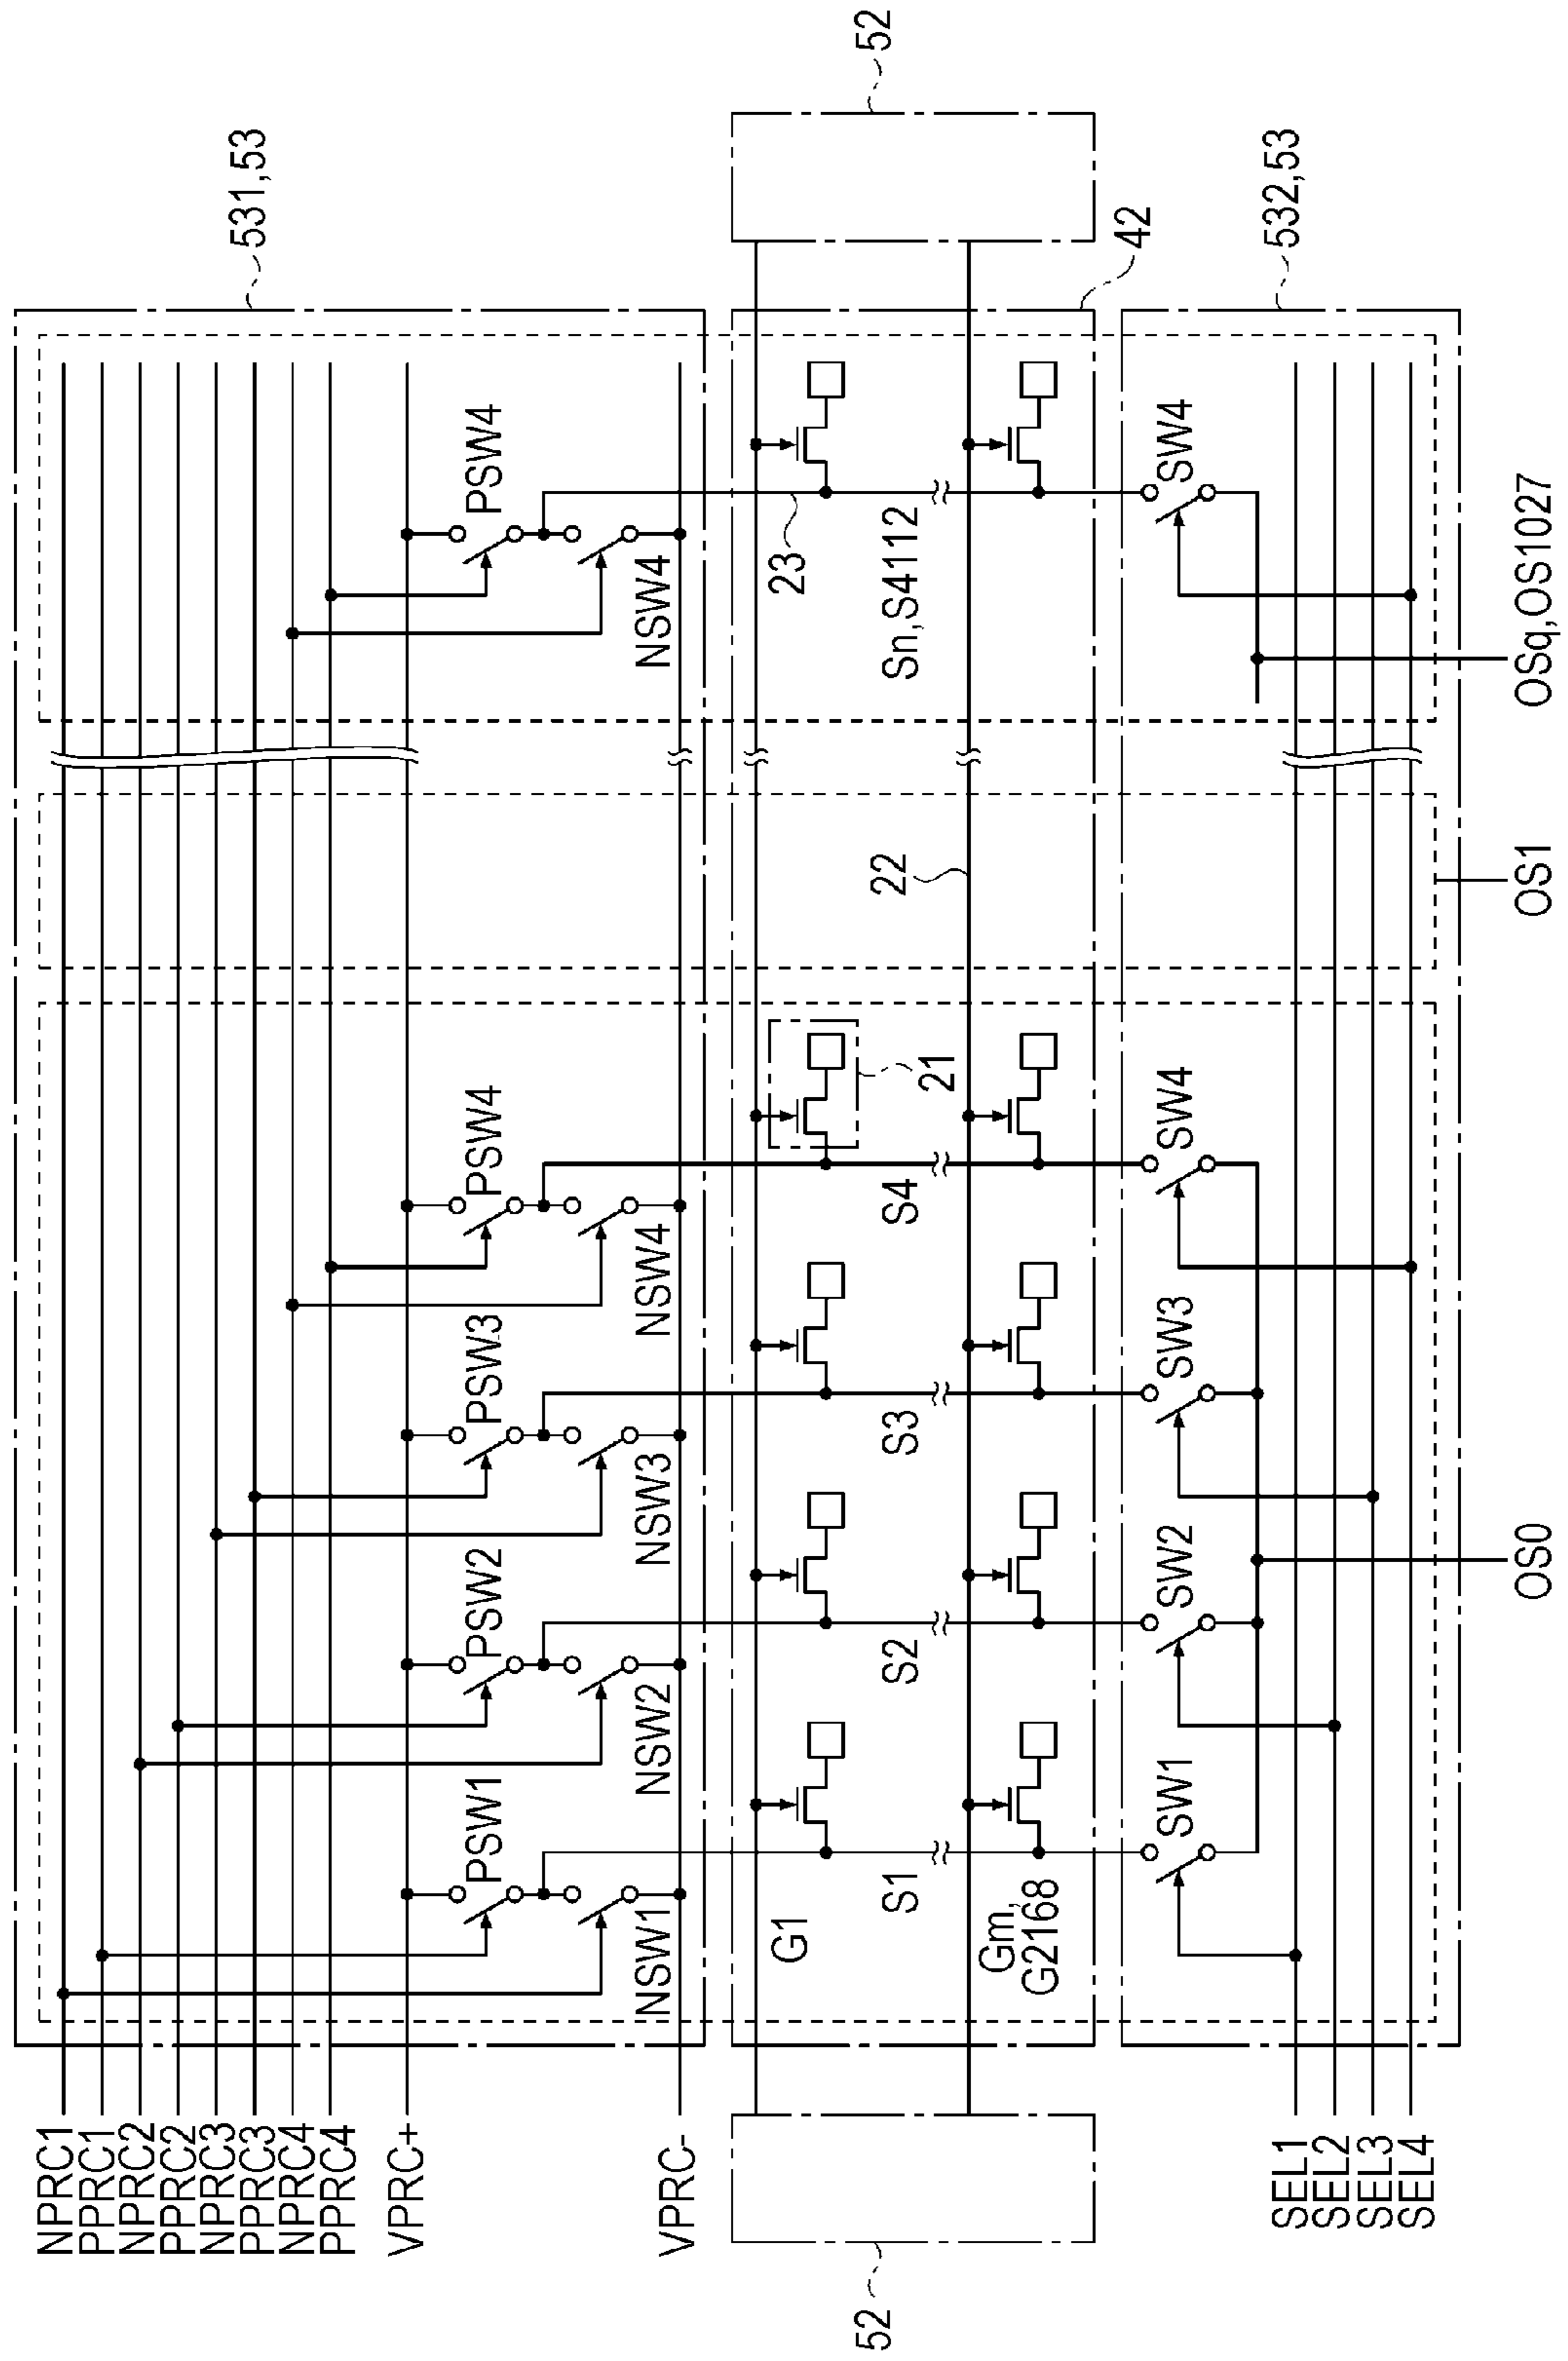 NPRC1
PPRC1
NPRC2
PPRC2
NPRC3
PPRC3
NPRC4
PPRC4
VPRC+
VPRC-
531,53
PSW1
PSW2
PSW3
PSW4
PSW4
NSW1
NSW2
NSW3
NSW4
NSW4
52
52
42
G1
21
23
S1
S2
S3
S4
22
Sn,S4112
Gm,
G2168
532,53
SW1
SW2
SW3
SW4
SW4
SEL1
SEL2
SEL3
SEL4
OS0
OS1
OSq,OS1027